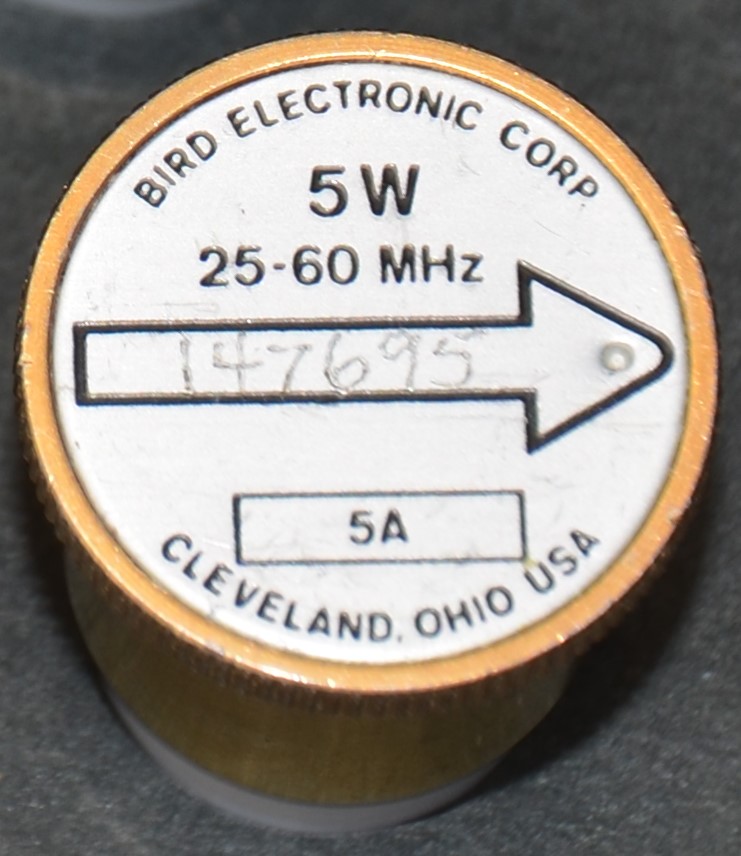 BIRD ELECTRONIC CORP.
5W
25-60 MHz
147695
5A
CLEVELAND, OHIO USA